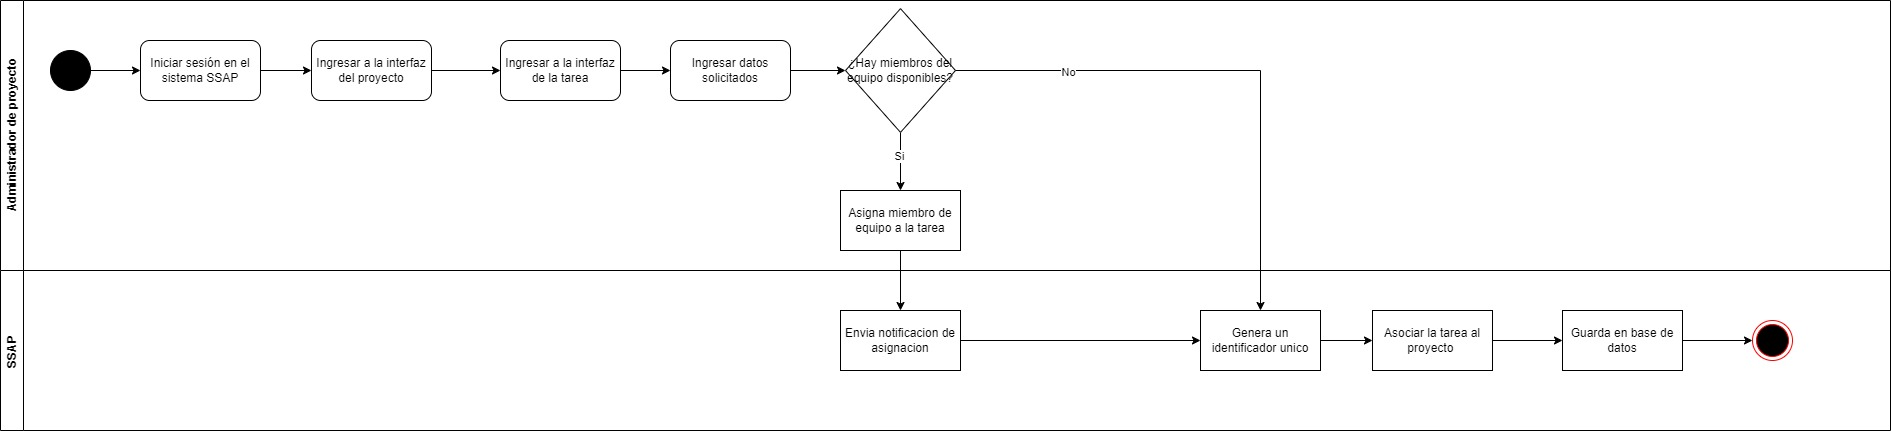 Administrador de proyecto
Iniciar sesión en el
sistema SSAP
Ingresar a la interfaz
del proyecto
Ingresar a la interfaz
de la tarea
Ingresar datos
solicitados
¿Hay miembros del
equipo disponibles?
No
Si
Asigna miembro de
equipo a la tarea
SSAP
Envia notificacion de
asignacion
Genera un
identificador unico
Asociar la tarea al
proyecto
Guarda en base de
datos